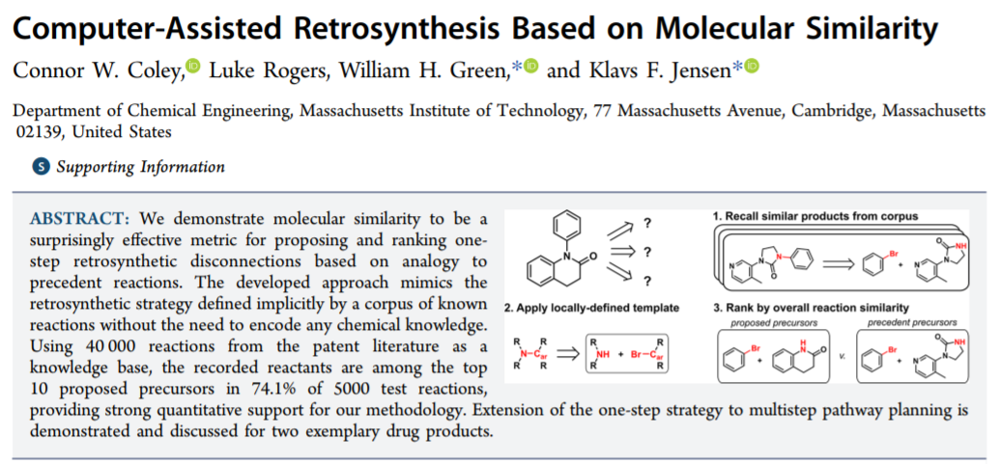 Computer-Assisted Retrosynthesis Based on Molecular Similarity
Connor W. Coley, iD Luke Rogers, William H. Green,* iD and Klavs F. Jensen* iD
Department of Chemical Engineering, Massachusetts Institute of Technology, 77 Massachusetts Avenue, Cambridge, Massachusetts
02139, United States
S Supporting Information
ABSTRACT: We demonstrate molecular similarity to be a
surprisingly effective metric for proposing and ranking one-
step retrosynthetic disconnections based on analogy to
precedent reactions. The developed approach mimics the
retrosynthetic strategy defined implicitly by a corpus of known
reactions without the need to encode any chemical knowledge.
Using 40 000 reactions from the patent literature as a
knowledge base, the recorded reactants are among the top
10 proposed precursors in 74.1% of 5000 test reactions,
providing strong quantitative support for our methodology. Extension of the one-step strategy to multistep pathway planning is
demonstrated and discussed for two exemplary drug products.
?
?
?
N
O
1. Recall similar products from corpus
N
N
N
O
Br
+
N
N
O
NH
2. Apply locally-defined template
R R
N-Car
R R
R R
NH + Br-Car
R R
3. Rank by overall reaction similarity
proposed precursors precedent precursors
Br
+
H
N
O
v.
Br
+
N
N
O
NH